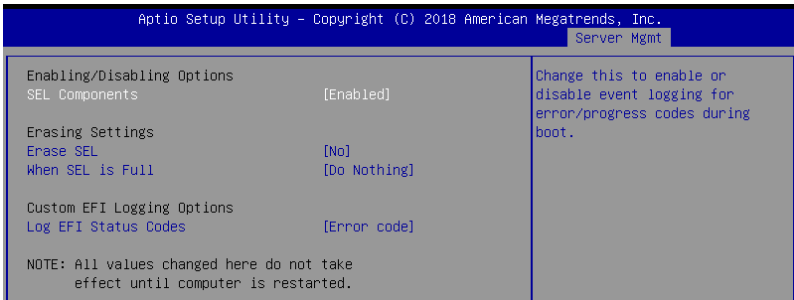 Aptio Setup Utility – Copyright (C) 2018 American Megatrends, Inc.
Server Mgmt
Enabling/Disabling Options
SEL Components [Enabled]
Erasing Settings
Erase SEL [No]
When SEL is Full [Do Nothing]
Custom EFI Logging Options
Log EFI Status Codes [Error code]
NOTE: All values changed here do not take
effect until computer is restarted.
Change this to enable or
disable event logging for
error/progress codes during
boot.